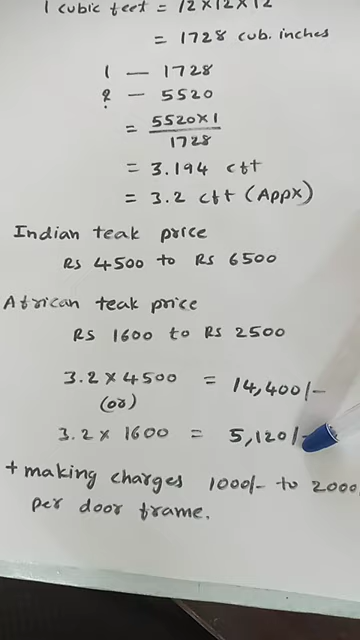 1 cubic feet = 12×12×12
= 1728 cub. inches
1 — 1728
? — 5520
= 5520×1
1728
= 3.194 cft
= 3.2 cft (Appx)
Indian teak price
Rs 4500 to Rs 6500
African teak price
Rs 1600 to Rs 2500
3.2 × 4500 = 14,400/-
(or)
3.2 × 1600 = 5,120/-
+ making charges 1000/- to 2000
per door frame.